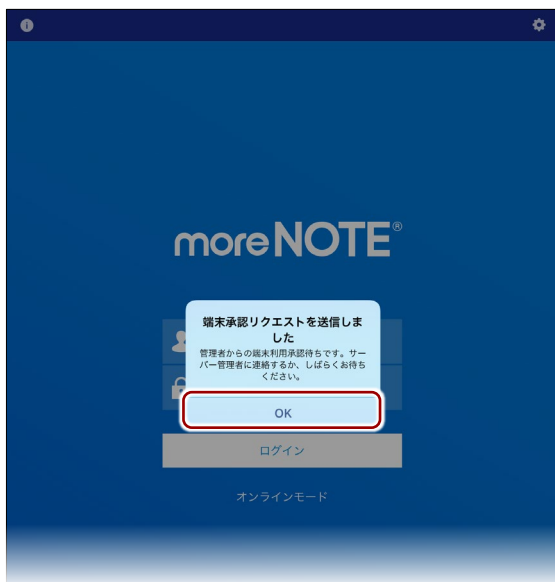 moreNOTE®
端末承認リクエストを送信しま
した
管理者からの端末利用承認待ちです。サー
バー管理者に連絡するか、しばらくお待ち
ください。
OK
ログイン
オンラインモード